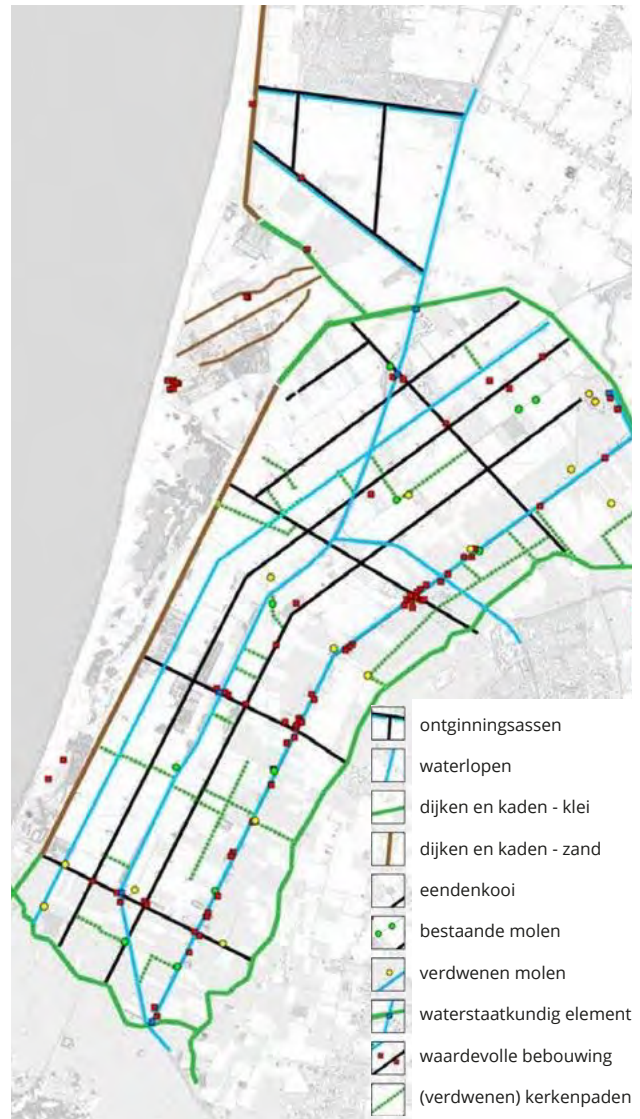 ontginningsassen
waterlopen
dijken en kaden - klei
dijken en kaden - zand
eendenkooi
bestaande molen
verdwenen molen
waterstaatkundig element
waardevolle bebouwing
(verdwenen) kerkenpaden